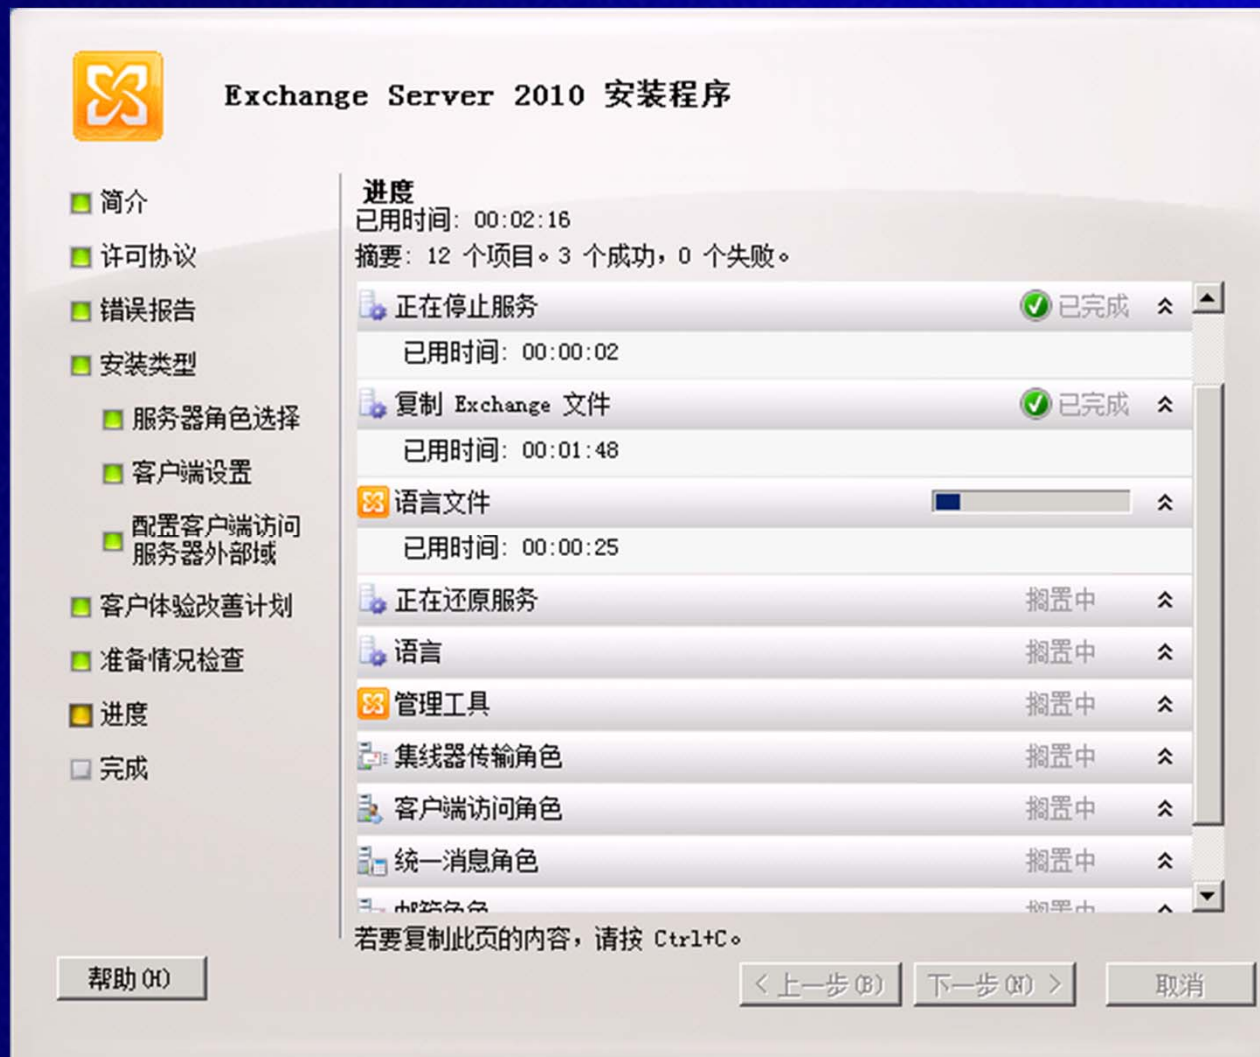 Exchange Server 2010 安装程序
简介
许可协议
错误报告
安装类型
服务器角色选择
客户端设置
配置客户端访问
服务器外部域
客户体验改善计划
准备情况检查
进度
完成
进度
已用时间: 00:02:16
摘要: 12 个项目。3 个成功，0 个失败。
正在停止服务 已完成
已用时间: 00:00:02
复制 Exchange 文件 已完成
已用时间: 00:01:48
语言文件
已用时间: 00:00:25
正在还原服务 搁置中
语言 搁置中
管理工具 搁置中
集线器传输角色 搁置中
客户端访问角色 搁置中
统一消息角色 搁置中
邮箱角色 搁置中
若要复制此页的内容，请按 Ctrl+C。
帮助(H) < 上一步(B) 下一步(N) > 取消